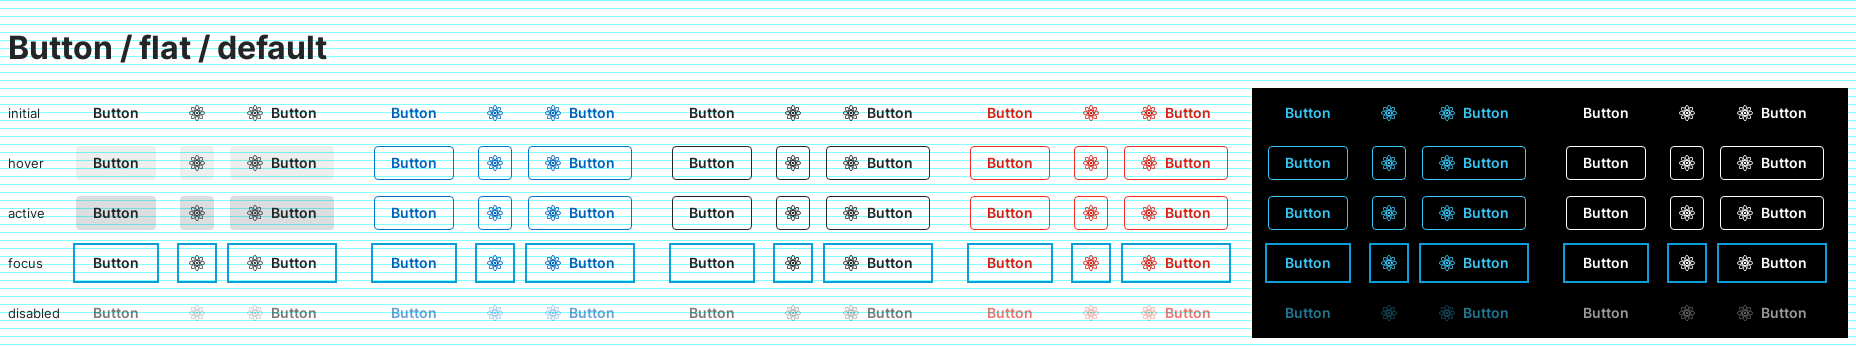 Button / flat / default
initial Button Button Button Button Button Button Button Button Button Button Button Button
hover Button Button Button Button Button Button Button Button Button Button Button Button
active Button Button Button Button Button Button Button Button Button Button Button Button
focus Button Button Button Button Button Button Button Button Button Button Button Button
disabled Button Button Button Button Button Button Button Button Button Button Button Button